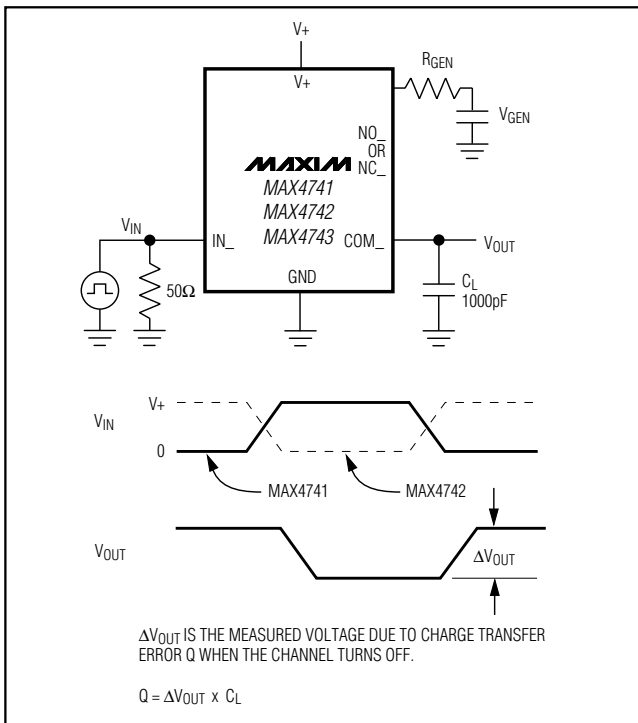 V+
V+
RGEN
VGEN
NO_
OR
NC_
MAXIM
MAX4741
MAX4742
MAX4743
VIN
IN_
COM_
VOUT
50Ω
GND
CL
1000pF
VIN
V+
0
MAX4741
MAX4742
VOUT
ΔVOUT
ΔVOUT IS THE MEASURED VOLTAGE DUE TO CHARGE TRANSFER
ERROR Q WHEN THE CHANNEL TURNS OFF.
Q = ΔVOUT x CL